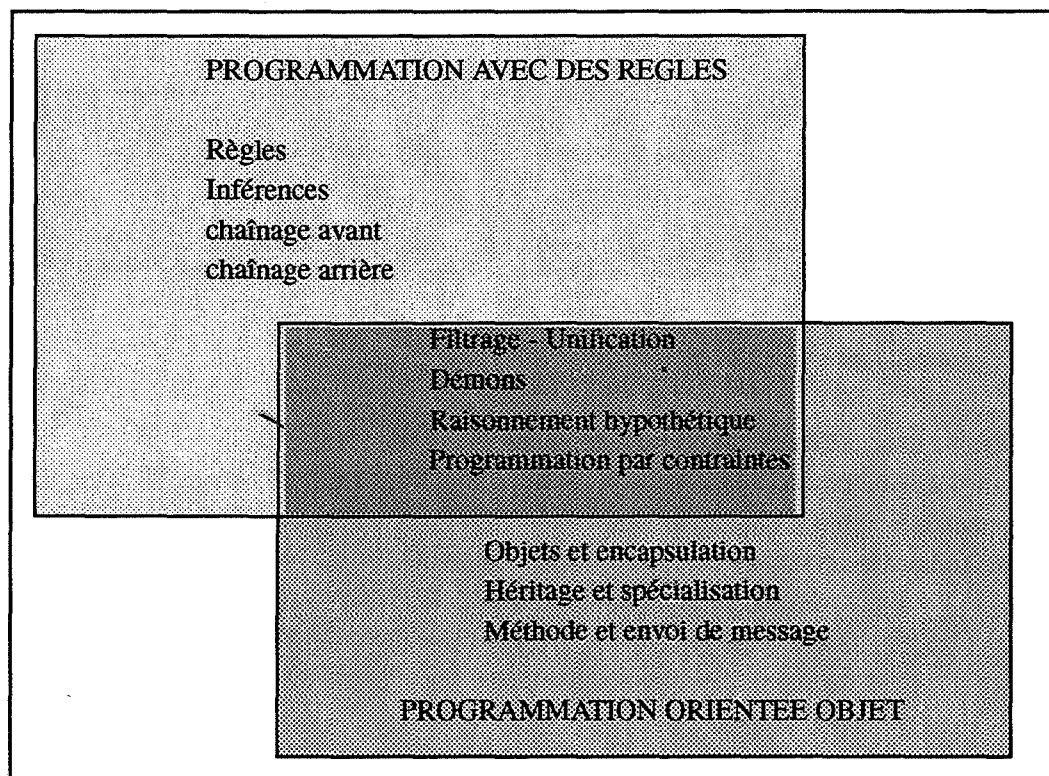 PROGRAMMATION AVEC DES REGLES
Règles
Inférences
chaînage avant
chaînage arrière
Filtrage - Unification
Démons
Raisonnement hypothétique
Programmation par contraintes
Objets et encapsulation
Héritage et spécialisation
Méthode et envoi de message
PROGRAMMATION ORIENTEE OBJET